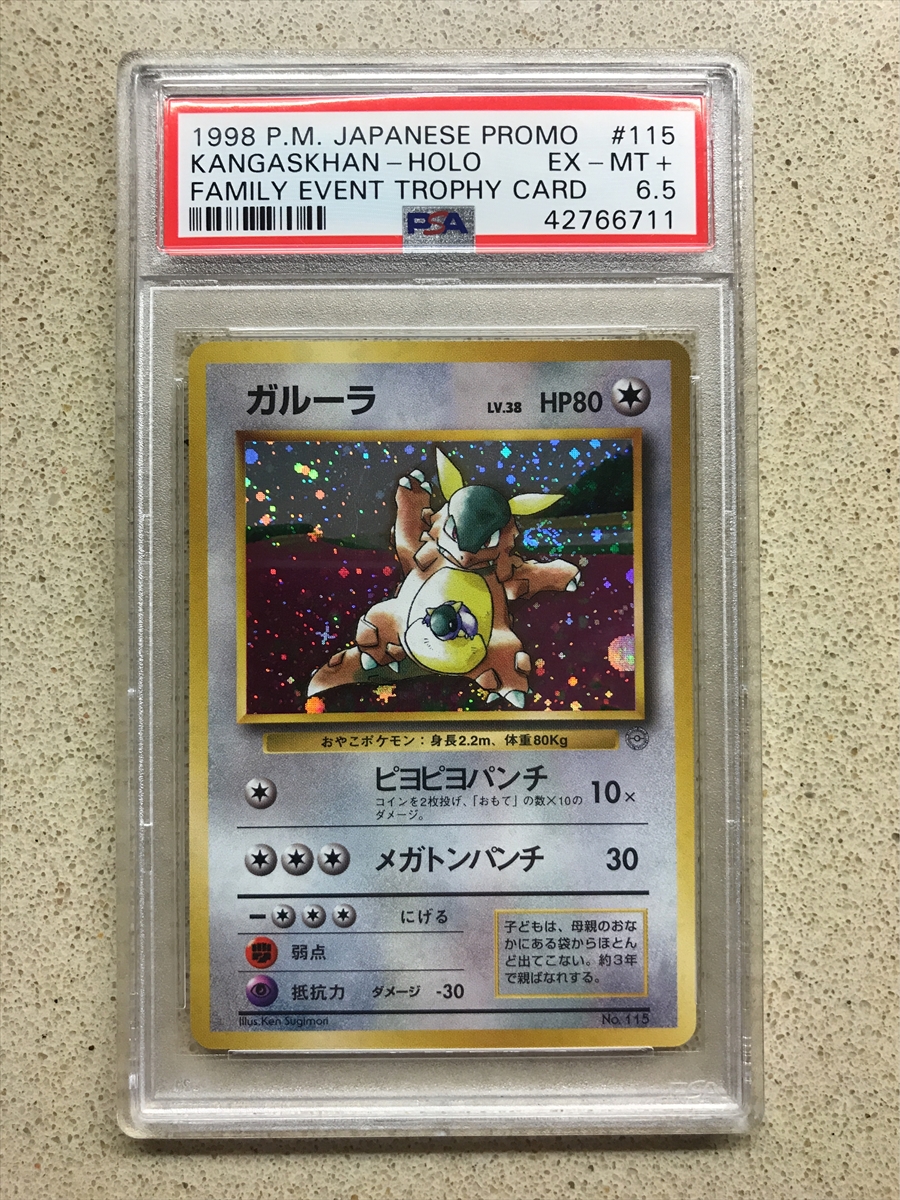 1998 P.M. JAPANESE PROMO #115
KANGASKHAN-HOLO EX-MT+
FAMILY EVENT TROPHY CARD 6.5
PSA 42766711
ガルーラ LV.38 HP80
おやこポケモン：身長2.2m、体重80Kg
ピヨピヨパンチ
コインを2枚投げ、「おもて」の数×10の
ダメージ。
10×
メガトンパンチ 30
にげる
弱点
抵抗力 ダメージ -30
子どもは、母親のおな
かにある袋からほとん
ど出てこない。約3年
で親ばなれする。
Illus. Ken Sugimori No. 115